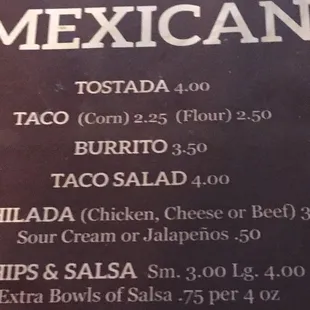 MEXICAN
TOSTADA 4.00
TACO (Corn) 2.25 (Flour) 2.50
BURRITO 3.50
TACO SALAD 4.00
HILADA (Chicken, Cheese or Beef) 3
Sour Cream or Jalapeños .50
HIPS & SALSA Sm. 3.00 Lg. 4.00
Extra Bowls of Salsa .75 per 4 oz